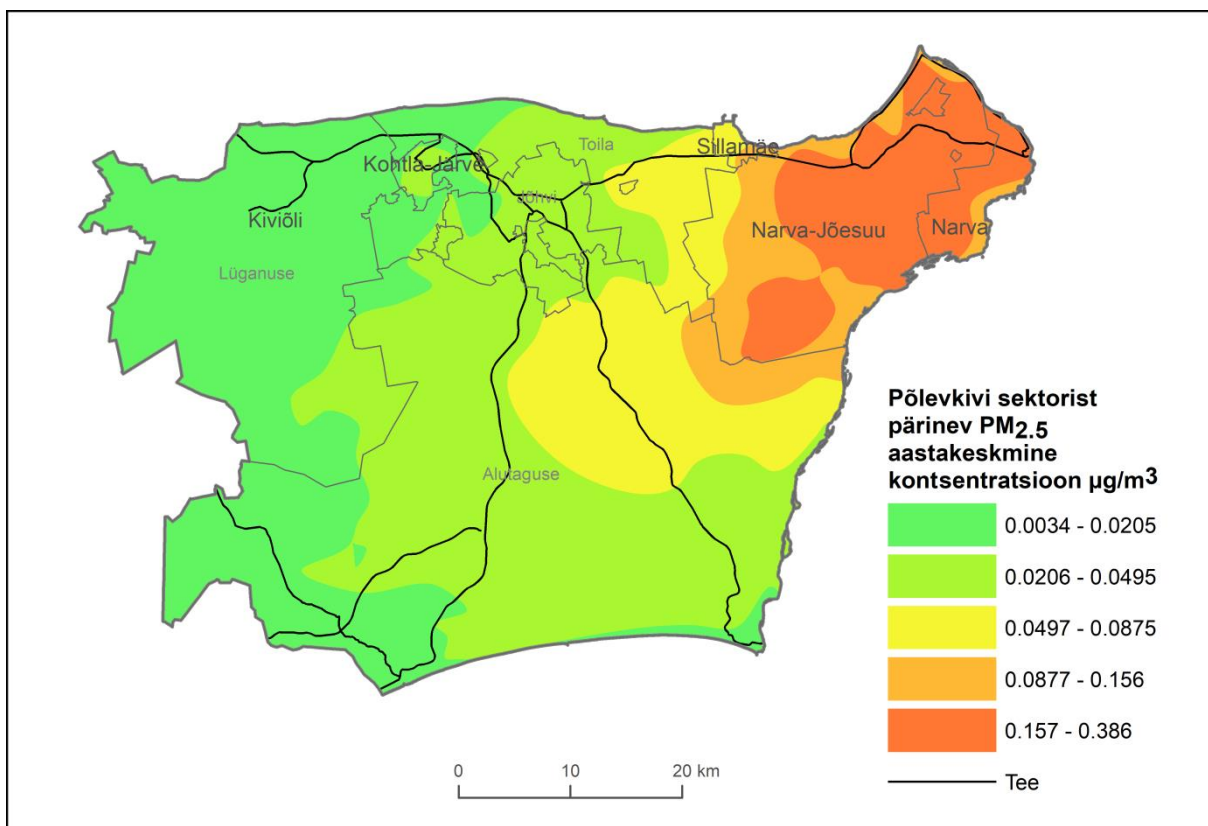 Toila
Sillamäe
Kohtla-Järve
Jõhvi
Kiviõli
Narva-Jõesuu
Narva
Lüganuse
Alutaguse
Põlevkivi sektorist
pärinev PM2.5
aastakeskmine
kontsentratsioon µg/m3
0.0034 - 0.0205
0.0206 - 0.0495
0.0497 - 0.0875
0.0877 - 0.156
0.157 - 0.386
Tee
0 10 20 km